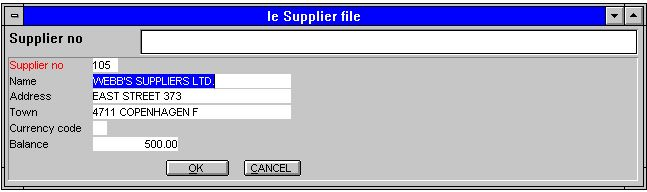 le Supplier file
Supplier no
Supplier no 105
Name WEBB'S SUPPLIERS LTD.
Address EAST STREET 373
Town 4711 COPENHAGEN F
Currency code
Balance 500.00
OK CANCEL